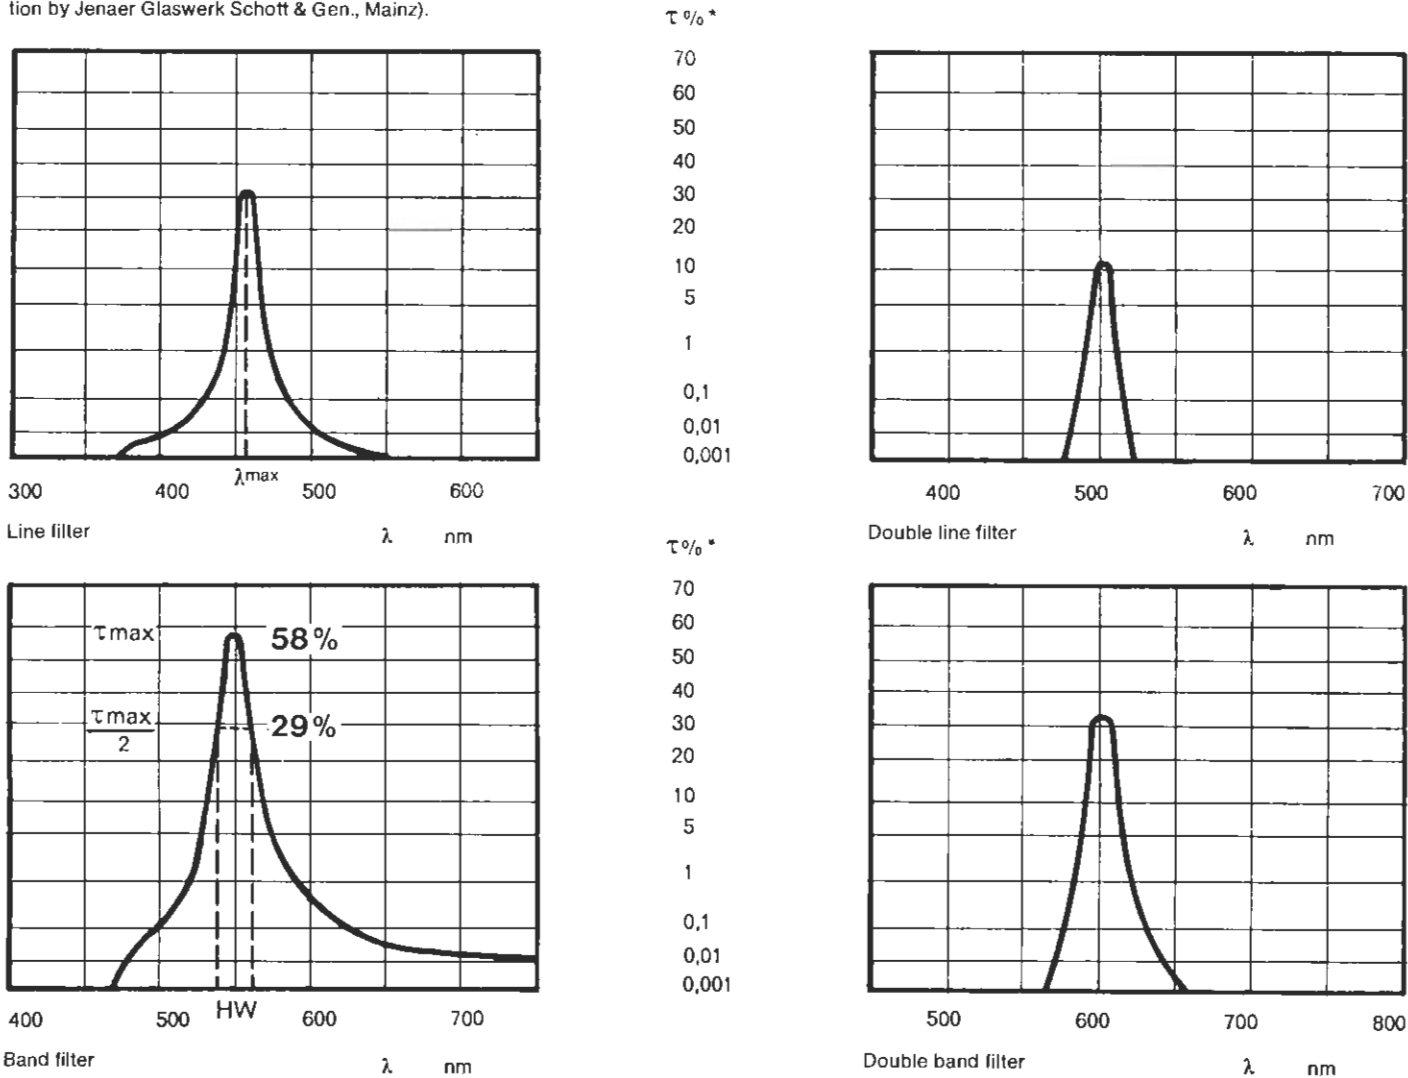 tion by Jenaer Glaswerk Schott & Gen., Mainz).
τ % *
70
60
50
40
30
20
10
5
1
0,1
0,01
0,001
λmax
300 400 500 600
400 500 600 700
Line filter λ nm
Double line filter λ nm
τ % *
70
60
50
40
30
20
10
5
1
0,1
0,01
0,001
τmax 58%
τmax
2
29%
HW
400 500 600 700
500 600 700 800
Band filter λ nm
Double band filter λ nm